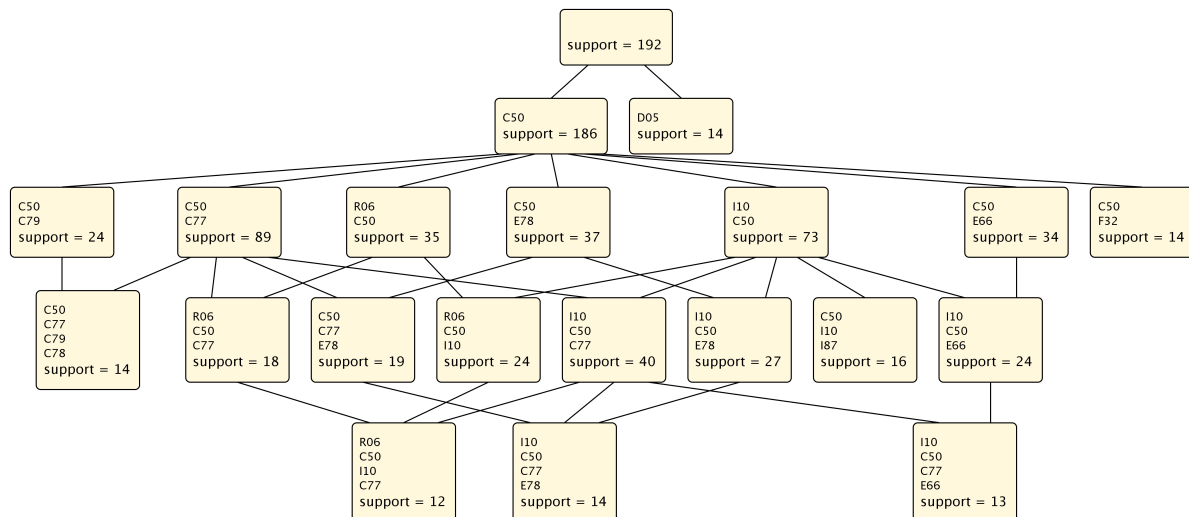 support = 192
C50
support = 186
D05
support = 14
C50
C79
support = 24
C50
C77
support = 89
R06
C50
support = 35
C50
E78
support = 37
I10
C50
support = 73
C50
E66
support = 34
C50
F32
support = 14
C50
C77
C79
C78
support = 14
R06
C50
C77
support = 18
C50
C77
E78
support = 19
R06
C50
I10
support = 24
I10
C50
C77
support = 40
I10
C50
E78
support = 27
C50
I10
I87
support = 16
I10
C50
E66
support = 24
R06
C50
I10
C77
support = 12
I10
C50
C77
E78
support = 14
I10
C50
C77
E66
support = 13